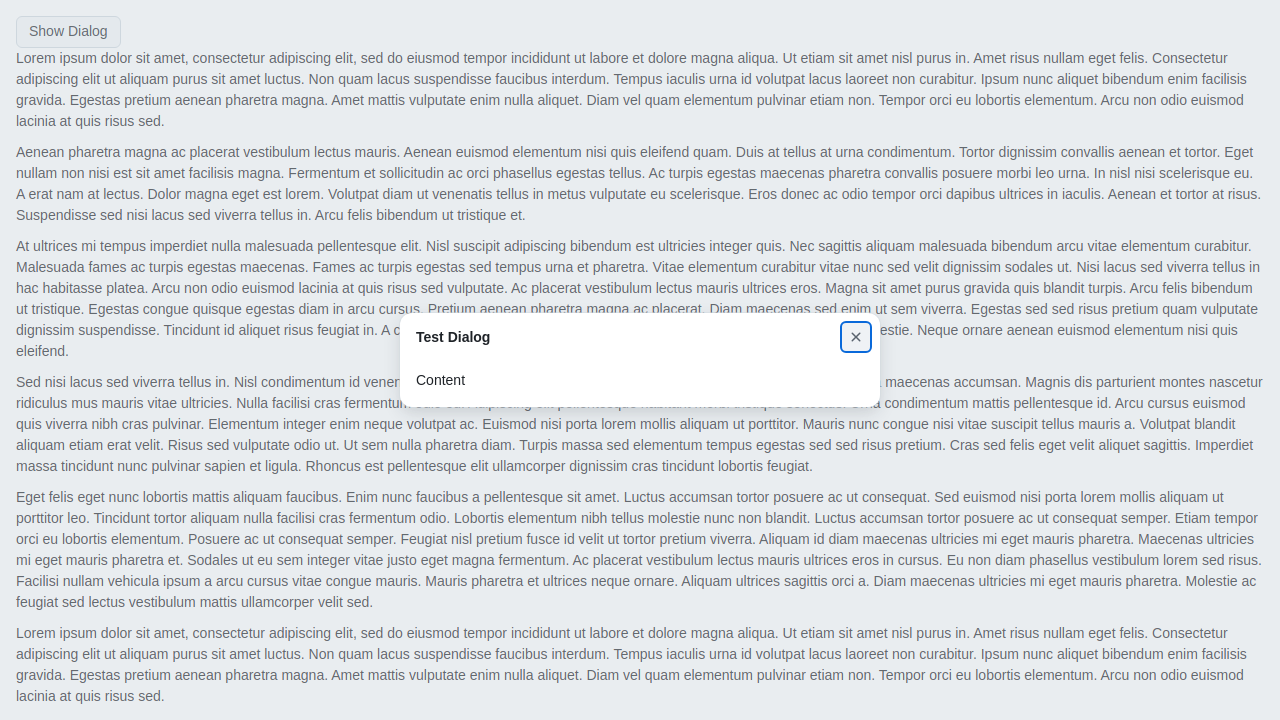 Show Dialog
Lorem ipsum dolor sit amet, consectetur adipiscing elit, sed do eiusmod tempor incididunt ut labore et dolore magna aliqua. Ut etiam sit amet nisl purus in. Amet risus nullam eget felis. Consectetur
adipiscing elit ut aliquam purus sit amet luctus. Non quam lacus suspendisse faucibus interdum. Tempus iaculis urna id volutpat lacus laoreet non curabitur. Ipsum nunc aliquet bibendum enim facilisis
gravida. Egestas pretium aenean pharetra magna. Amet mattis vulputate enim nulla aliquet. Diam vel quam elementum pulvinar etiam non. Tempor orci eu lobortis elementum. Arcu non odio euismod
lacinia at quis risus sed.
Aenean pharetra magna ac placerat vestibulum lectus mauris. Aenean euismod elementum nisi quis eleifend quam. Duis at tellus at urna condimentum. Tortor dignissim convallis aenean et tortor. Eget
nullam non nisi est sit amet facilisis magna. Fermentum et sollicitudin ac orci phasellus egestas tellus. Ac turpis egestas maecenas pharetra convallis posuere morbi leo urna. In nisl nisi scelerisque eu.
A erat nam at lectus. Dolor magna eget est lorem. Volutpat diam ut venenatis tellus in metus vulputate eu scelerisque. Eros donec ac odio tempor orci dapibus ultrices in iaculis. Aenean et tortor at risus.
Suspendisse sed nisi lacus sed viverra tellus in. Arcu felis bibendum ut tristique et.
At ultrices mi tempus imperdiet nulla malesuada pellentesque elit. Nisl suscipit adipiscing bibendum est ultricies integer quis. Nec sagittis aliquam malesuada bibendum arcu vitae elementum curabitur.
Malesuada fames ac turpis egestas maecenas. Fames ac turpis egestas sed tempus urna et pharetra. Vitae elementum curabitur vitae nunc sed velit dignissim sodales ut. Nisi lacus sed viverra tellus in
hac habitasse platea. Arcu non odio euismod lacinia at quis risus sed vulputate. Ac placerat vestibulum lectus mauris ultrices eros. Magna sit amet purus gravida quis blandit turpis. Arcu felis bibendum
ut tristique. Egestas congue quisque egestas diam in arcu cursus. Pretium aenean pharetra magna ac placerat. Diam maecenas sed enim ut sem viverra. Egestas sed sed risus pretium quam vulputate
dignissim suspendisse. Tincidunt id aliquet risus feugiat in. A Neque ornare aenean euismod elementum nisi quis
eleifend.
Test Dialog
Content
Sed nisi lacus sed viverra tellus in. Nisl condimentum id maecenas accumsan. Magnis dis parturient montes nascetur
ridiculus mus mauris vitae ultricies. Nulla facilisi cras fermentum condimentum mattis pellentesque id. Arcu cursus euismod
quis viverra nibh cras pulvinar. Elementum integer enim neque volutpat ac. Euismod nisi porta lorem mollis aliquam ut porttitor. Mauris nunc congue nisi vitae suscipit tellus mauris a. Volutpat blandit
aliquam etiam erat velit. Risus sed vulputate odio ut. Ut sem nulla pharetra diam. Turpis massa sed elementum tempus egestas sed sed risus pretium. Cras sed felis eget velit aliquet sagittis. Imperdiet
massa tincidunt nunc pulvinar sapien et ligula. Rhoncus est pellentesque elit ullamcorper dignissim cras tincidunt lobortis feugiat.
Eget felis eget nunc lobortis mattis aliquam faucibus. Enim nunc faucibus a pellentesque sit amet. Luctus accumsan tortor posuere ac ut consequat. Sed euismod nisi porta lorem mollis aliquam ut
porttitor leo. Tincidunt tortor aliquam nulla facilisi cras fermentum odio. Lobortis elementum nibh tellus molestie nunc non blandit. Luctus accumsan tortor posuere ac ut consequat semper. Etiam tempor
orci eu lobortis elementum. Posuere ac ut consequat semper. Feugiat nisl pretium fusce id velit ut tortor pretium viverra. Aliquam id diam maecenas ultricies mi eget mauris pharetra. Maecenas ultricies
mi eget mauris pharetra et. Sodales ut eu sem integer vitae justo eget magna fermentum. Ac placerat vestibulum lectus mauris ultrices eros in cursus. Eu non diam phasellus vestibulum lorem sed risus.
Facilisi nullam vehicula ipsum a arcu cursus vitae congue mauris. Mauris pharetra et ultrices neque ornare. Aliquam ultrices sagittis orci a. Diam maecenas ultricies mi eget mauris pharetra. Molestie ac
feugiat sed lectus vestibulum mattis ullamcorper velit sed.
Lorem ipsum dolor sit amet, consectetur adipiscing elit, sed do eiusmod tempor incididunt ut labore et dolore magna aliqua. Ut etiam sit amet nisl purus in. Amet risus nullam eget felis. Consectetur
adipiscing elit ut aliquam purus sit amet luctus. Non quam lacus suspendisse faucibus interdum. Tempus iaculis urna id volutpat lacus laoreet non curabitur. Ipsum nunc aliquet bibendum enim facilisis
gravida. Egestas pretium aenean pharetra magna. Amet mattis vulputate enim nulla aliquet. Diam vel quam elementum pulvinar etiam non. Tempor orci eu lobortis elementum. Arcu non odio euismod
lacinia at quis risus sed.